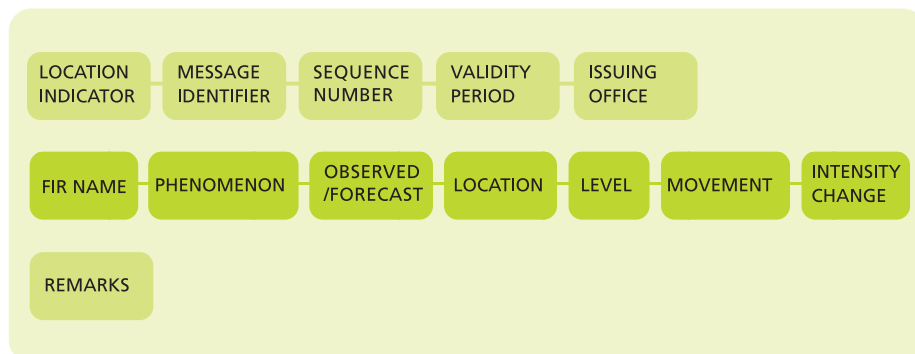 LOCATION
INDICATOR
MESSAGE
IDENTIFIER
SEQUENCE
NUMBER
VALIDITY
PERIOD
ISSUING
OFFICE
FIR NAME
PHENOMENON
OBSERVED
/FORECAST
LOCATION
LEVEL
MOVEMENT
INTENSITY
CHANGE
REMARKS